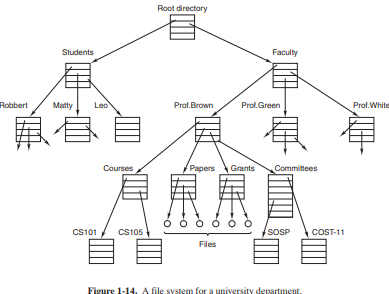 Root directory
Students Faculty
Robbert Matty Leo Prof.Brown Prof.Green Prof.White
Courses Papers Grants Committees
CS101 CS105 SOSP COST-11
Files
Figure 1-14. A file system for a university department.